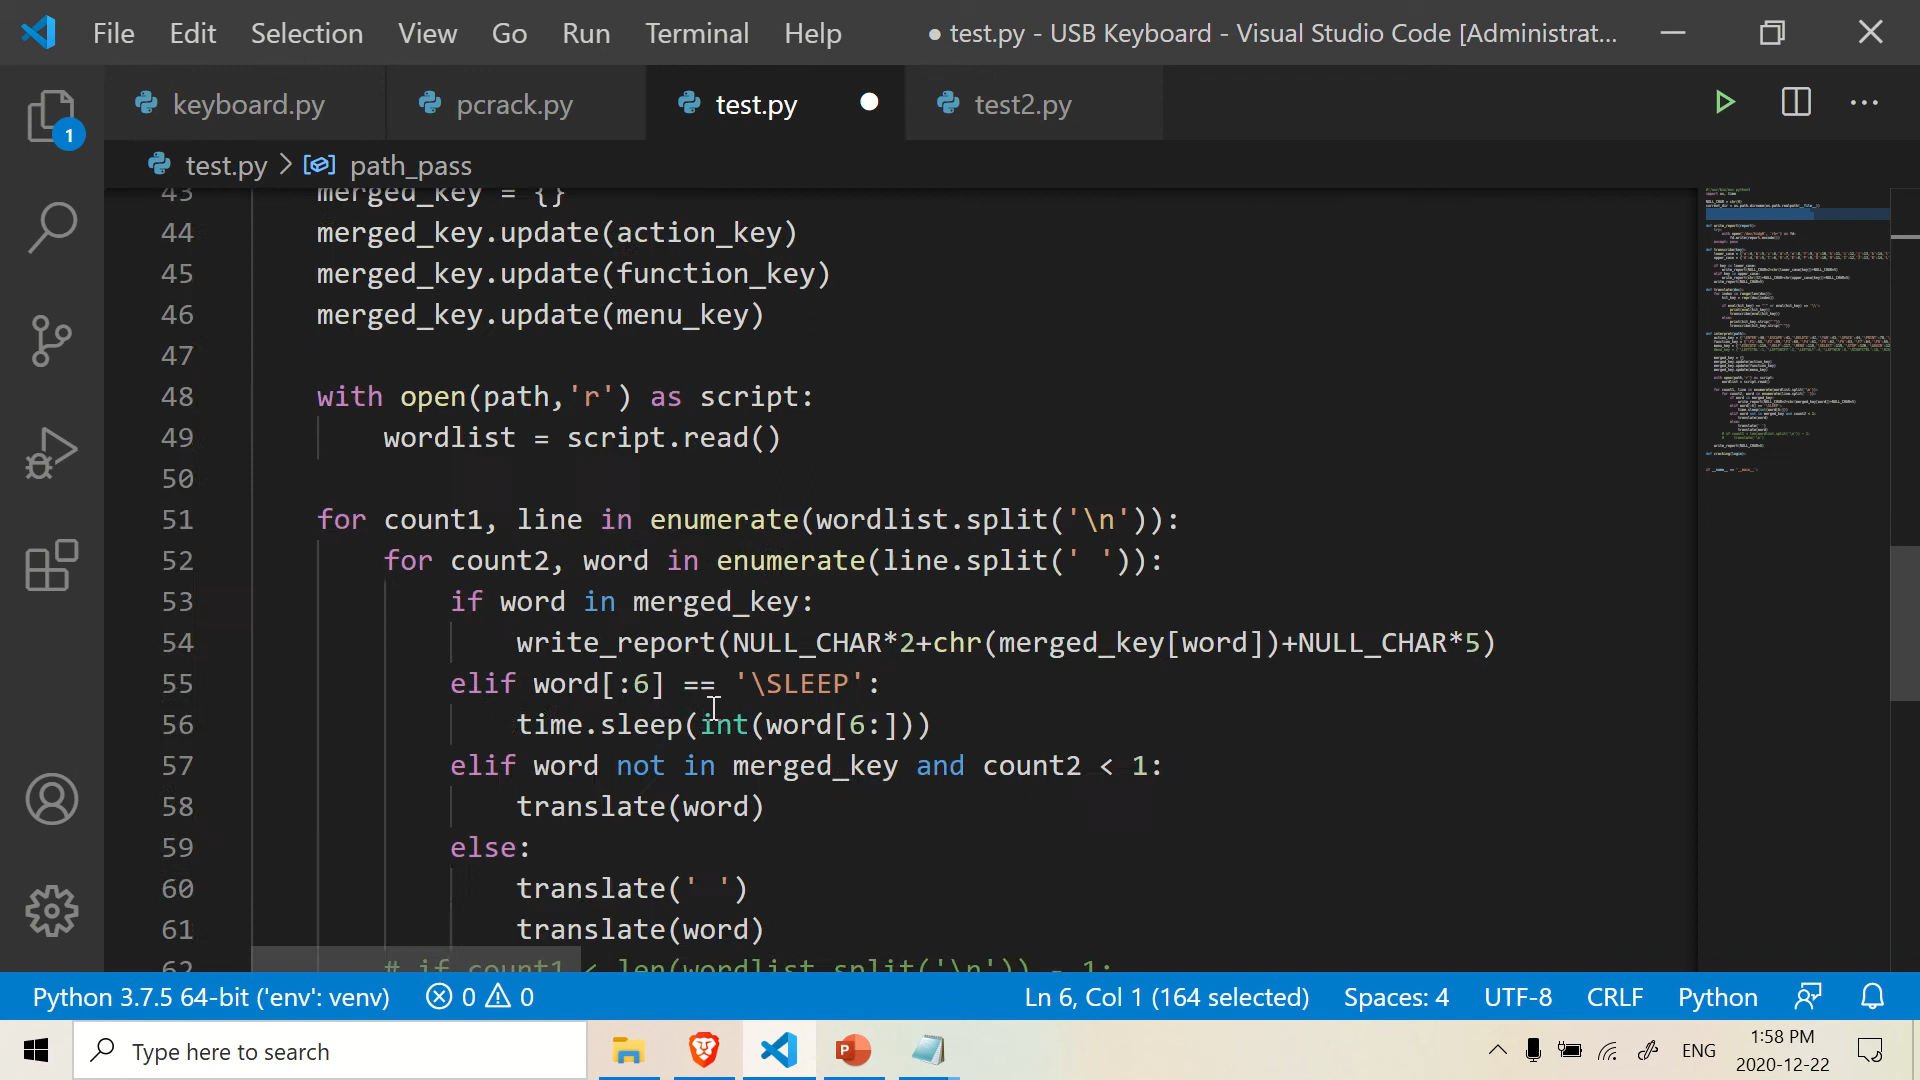 File Edit Selection View Go Run Terminal Help ● test.py - USB Keyboard - Visual Studio Code [Administrat...
keyboard.py pcrack.py test.py test2.py
1
test.py > path_pass
43 merged_key = {}
44 merged_key.update(action_key)
45 merged_key.update(function_key)
46 merged_key.update(menu_key)
47
48 with open(path,'r') as script:
49 wordlist = script.read()
50
51 for count1, line in enumerate(wordlist.split('\n')):
52 for count2, word in enumerate(line.split(' ')):
53 if word in merged_key:
54 write_report(NULL_CHAR*2+chr(merged_key[word])+NULL_CHAR*5)
55 elif word[:6] == '\SLEEP':
56 time.sleep(int(word[6:]))
57 elif word not in merged_key and count2 < 1:
58 translate(word)
59 else:
60 translate(' ')
61 translate(word)
62 # if count1 < len(wordlist.split('\n')) - 1:
Python 3.7.5 64-bit ('env': venv) 0 0 Ln 6, Col 1 (164 selected) Spaces: 4 UTF-8 CRLF Python
Type here to search ENG 1:58 PM
2020-12-22